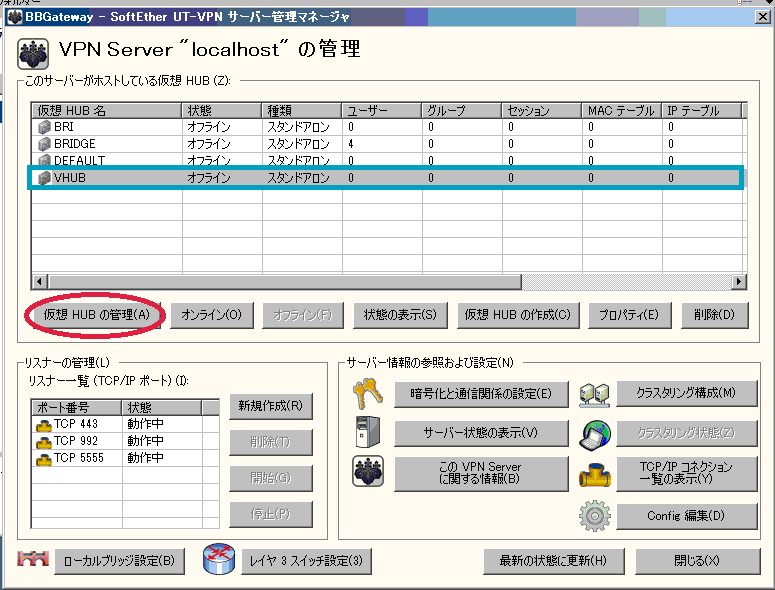 BBGateway - SoftEther UT-VPN サーバー管理マネージャ
VPN Server "localhost" の管理
このサーバーがホストしている仮想 HUB (Z):
仮想 HUB 名 状態 種類 ユーザー グループ セッション MAC テーブル IP テーブル
BRI オフライン スタンドアロン 0 0 0 0 0
BRIDGE オフライン スタンドアロン 4 0 0 0 0
DEFAULT オフライン スタンドアロン 0 0 0 0 0
VHUB オフライン スタンドアロン 0 0 0 0 0
仮想 HUB の管理(A) オンライン(O) オフライン(F) 状態の表示(S) 仮想 HUB の作成(C) プロパティ(E) 削除(D)
リスナーの管理(L)
リスナー一覧 (TCP/IP ポート) (I):
ポート番号 状態
TCP 443 動作中
TCP 992 動作中
TCP 5555 動作中
新規作成(R)
削除(T)
開始(G)
停止(P)
サーバー情報の参照および設定(N)
暗号化と通信関係の設定(E)
クラスタリング構成(M)
サーバー状態の表示(V)
クラスタリング状態(Z)
この VPN Server
に関する情報(B)
TCP/IP コネクション
一覧の表示(Y)
Config 編集(D)
ローカルブリッジ設定(B) レイヤ 3 スイッチ設定(3) 最新の状態に更新(H) 閉じる(X)